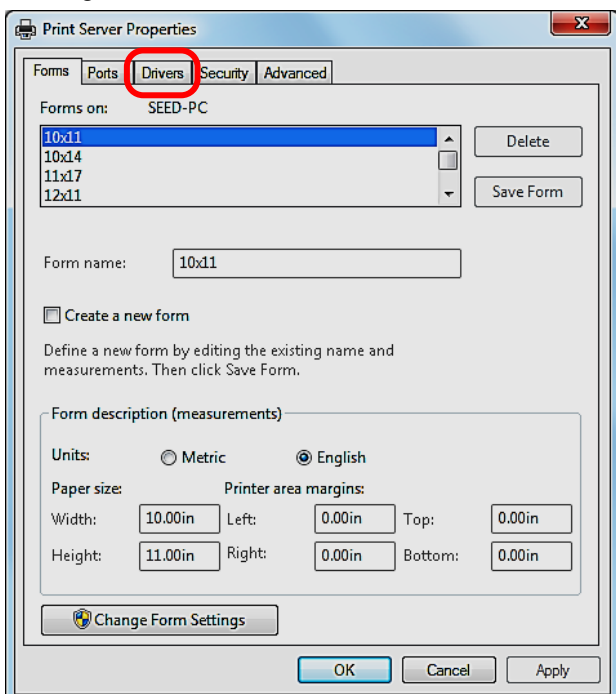 Print Server Properties
Forms Ports Drivers Security Advanced
Forms on: SEED-PC
10x11
10x14
11x17
12x11
Delete
Save Form
Form name: 10x11
Create a new form
Define a new form by editing the existing name and
measurements. Then click Save Form.
Form description (measurements)
Units: Metric English
Paper size: Printer area margins:
Width: 10.00in Left: 0.00in Top: 0.00in
Height: 11.00in Right: 0.00in Bottom: 0.00in
Change Form Settings
OK Cancel Apply